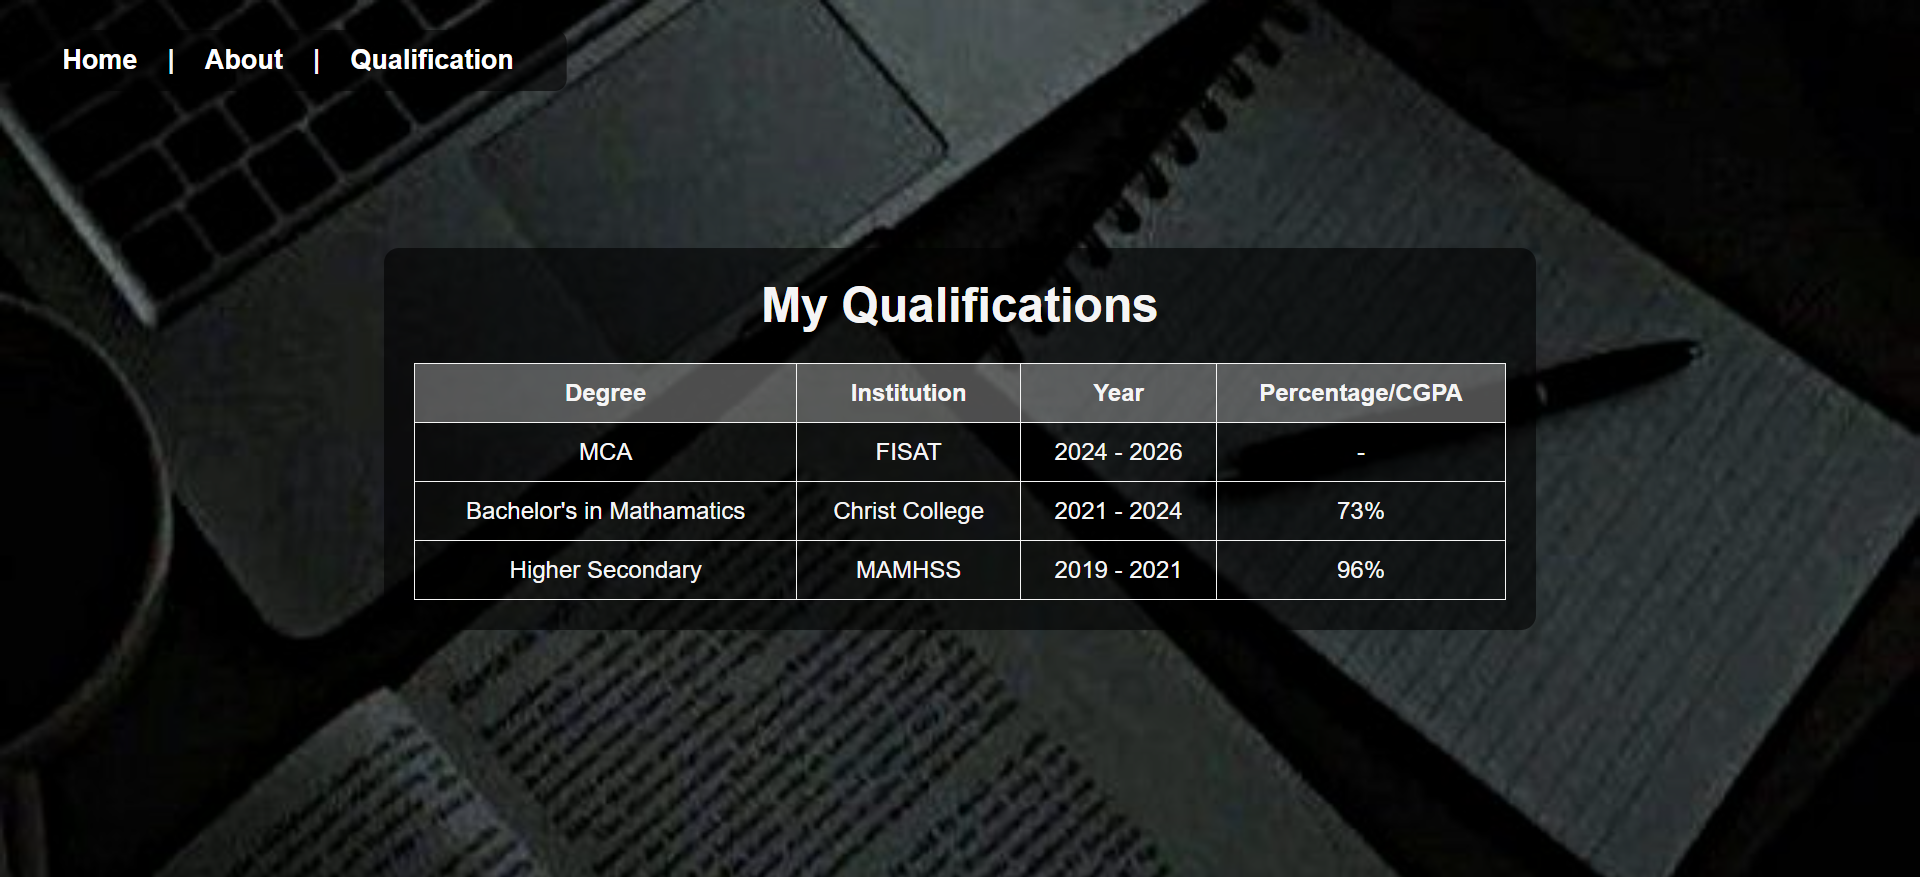 Home | About | Qualification
My Qualifications
Degree Institution Year Percentage/CGPA
MCA FISAT 2024 - 2026 -
Bachelor's in Mathamatics Christ College 2021 - 2024 73%
Higher Secondary MAMHSS 2019 - 2021 96%